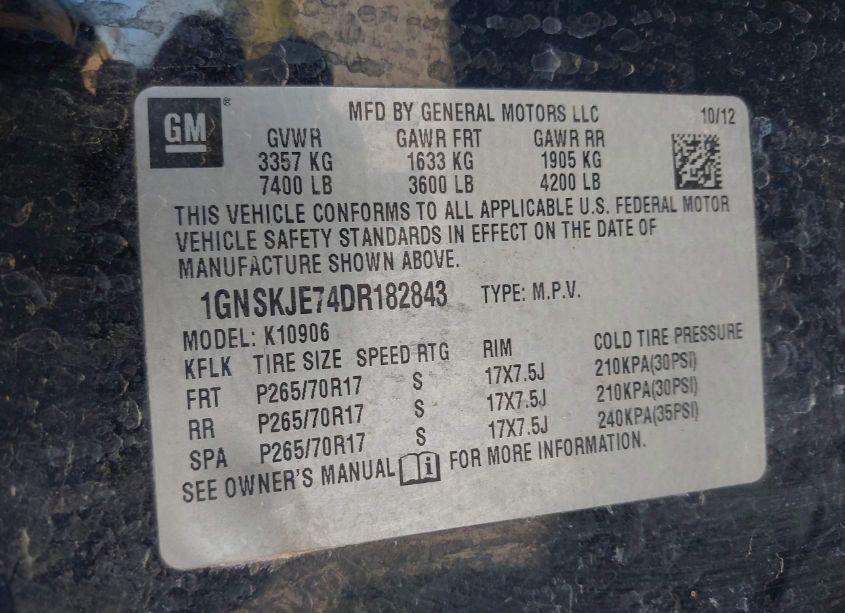 GM ®
MFD BY GENERAL MOTORS LLC 10/12
GVWR GAWR FRT GAWR RR
3357 KG 1633 KG 1905 KG
7400 LB 3600 LB 4200 LB
THIS VEHICLE CONFORMS TO ALL APPLICABLE U.S. FEDERAL MOTOR
VEHICLE SAFETY STANDARDS IN EFFECT ON THE DATE OF
MANUFACTURE SHOWN ABOVE.
1GNSKJE74DR182843 TYPE: M.P.V.
MODEL: K10906
KFLK TIRE SIZE SPEED RTG RIM COLD TIRE PRESSURE
FRT P265/70R17 S 17X7.5J 210KPA(30PSI)
RR P265/70R17 S 17X7.5J 210KPA(30PSI)
SPA P265/70R17 S 17X7.5J 240KPA(35PSI)
SEE OWNER'S MANUAL i FOR MORE INFORMATION.